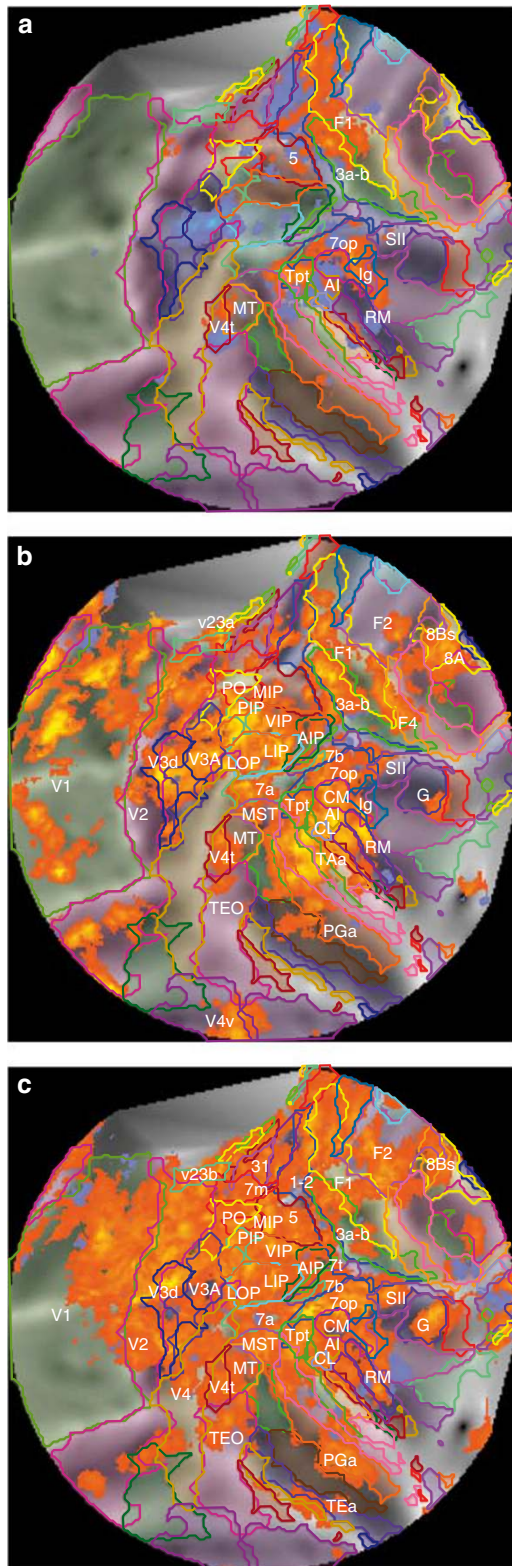 a
F1
5
3a-b
SII
7op
Tpt
Ig
AI
MT
RM
V4t
b
v23a
F2
8Bs
F1
8A
PO
MIP
PIP
3a-b
VIP
F4
AIP
V3d
V3A
LIP
7b
SII
LOP
7op
V1
7a
CM
G
Tpt
Ig
V2
MST
AI
MT
CL
RM
V4t
TAa
TEO
PGa
V4v
c
31
F2
v23b
8Bs
7m
1-2
F1
PO
MIP
5
PIP
3a-b
VIP
AIP
7t
V3d
V3A
LIP
7b
SII
LOP
7op
V1
7a
CM
G
Tpt
V2
MST
AI
CL
MT
RM
V4
V4t
TEO
PGa
TEa